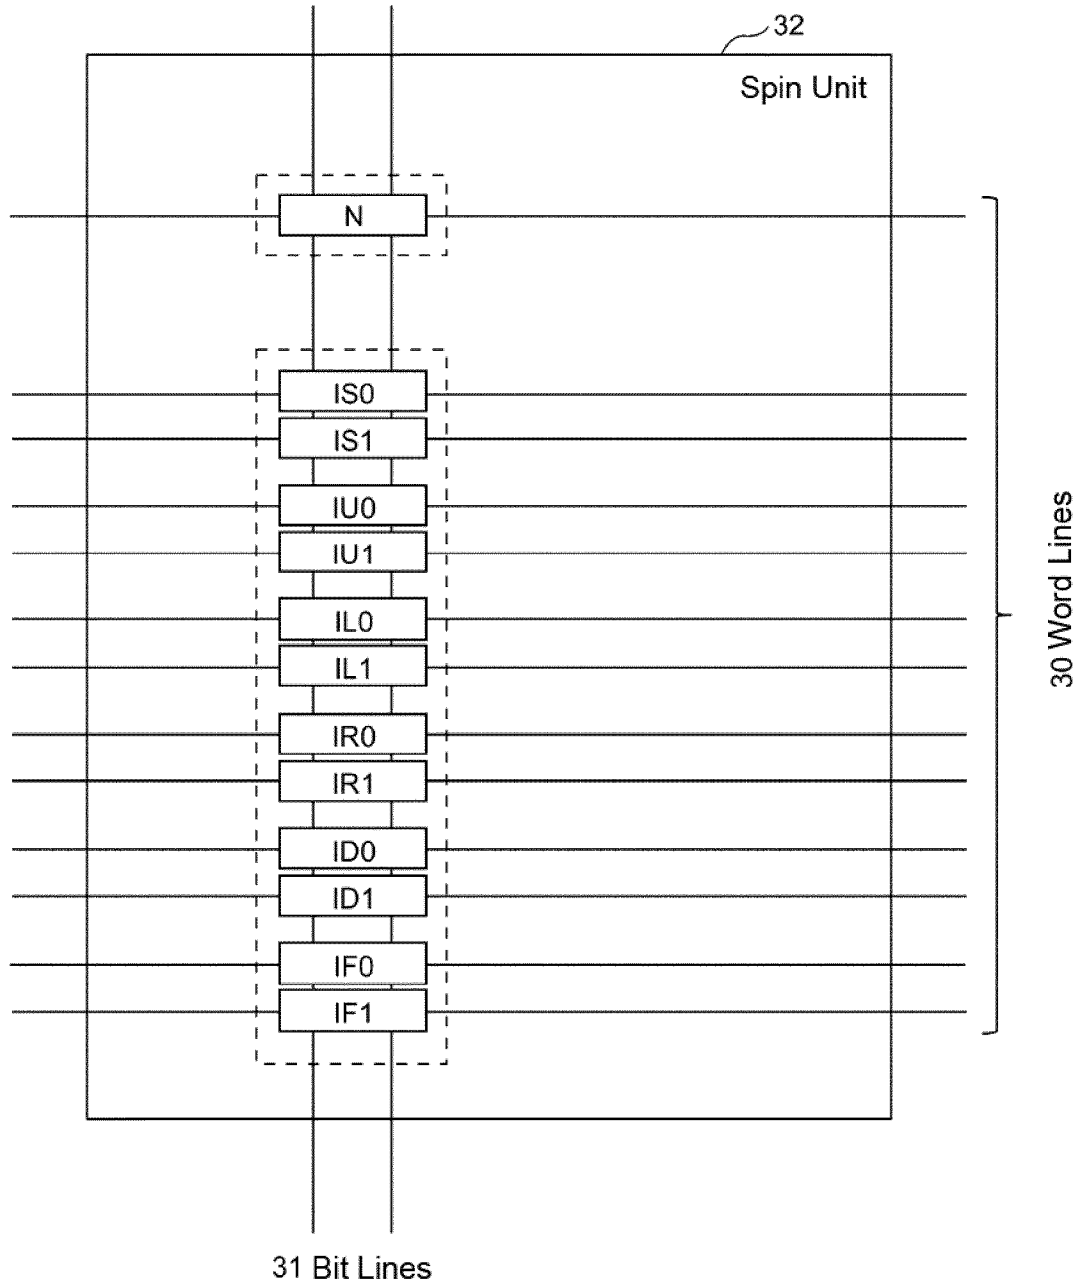 32
Spin Unit
N
IS0
IS1
IU0
IU1
IL0
IL1
IR0
IR1
ID0
ID1
IF0
IF1
30 Word Lines
31 Bit Lines